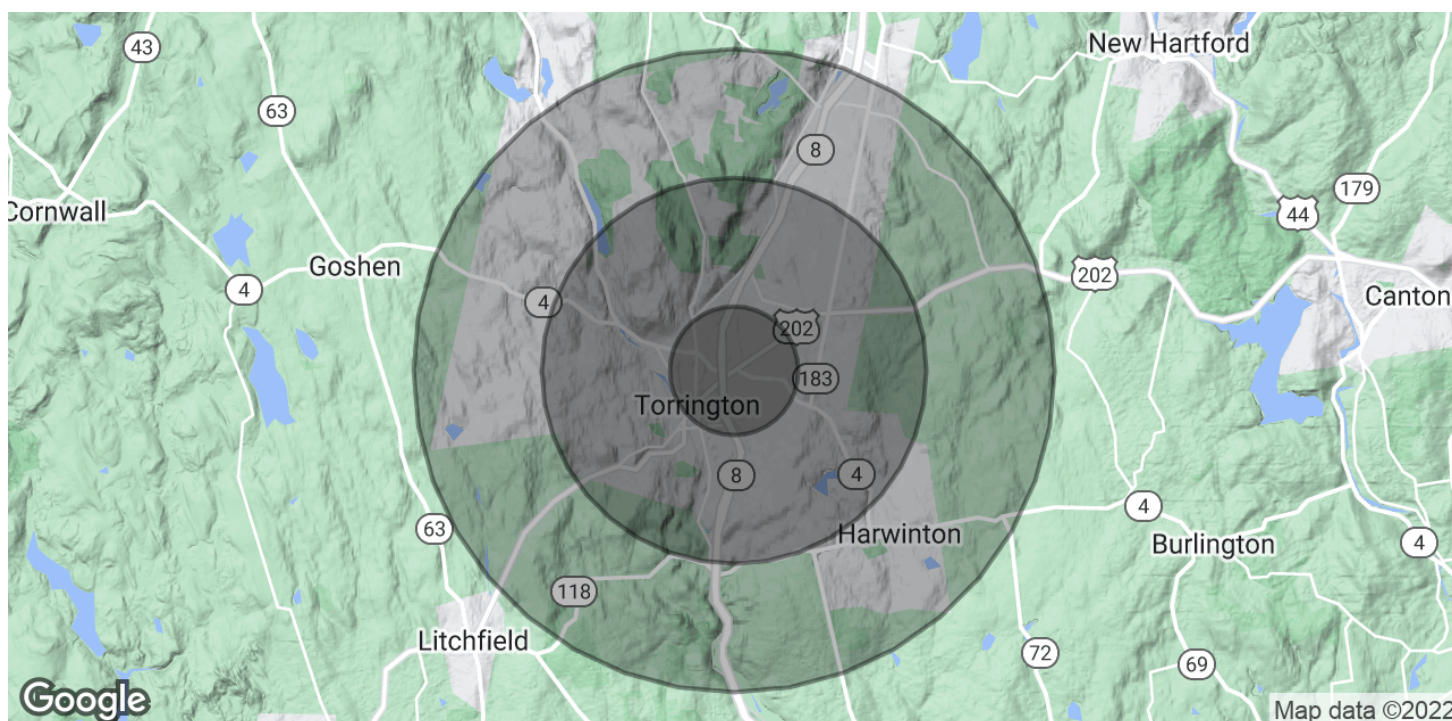 43
New Hartford
63
8
179
Cornwall
44
Goshen
202
4
4
Canton
202
183
Torrington
8
4
4
63
Harwinton
Burlington
4
118
Litchfield
72
69
Google
Map data ©2022